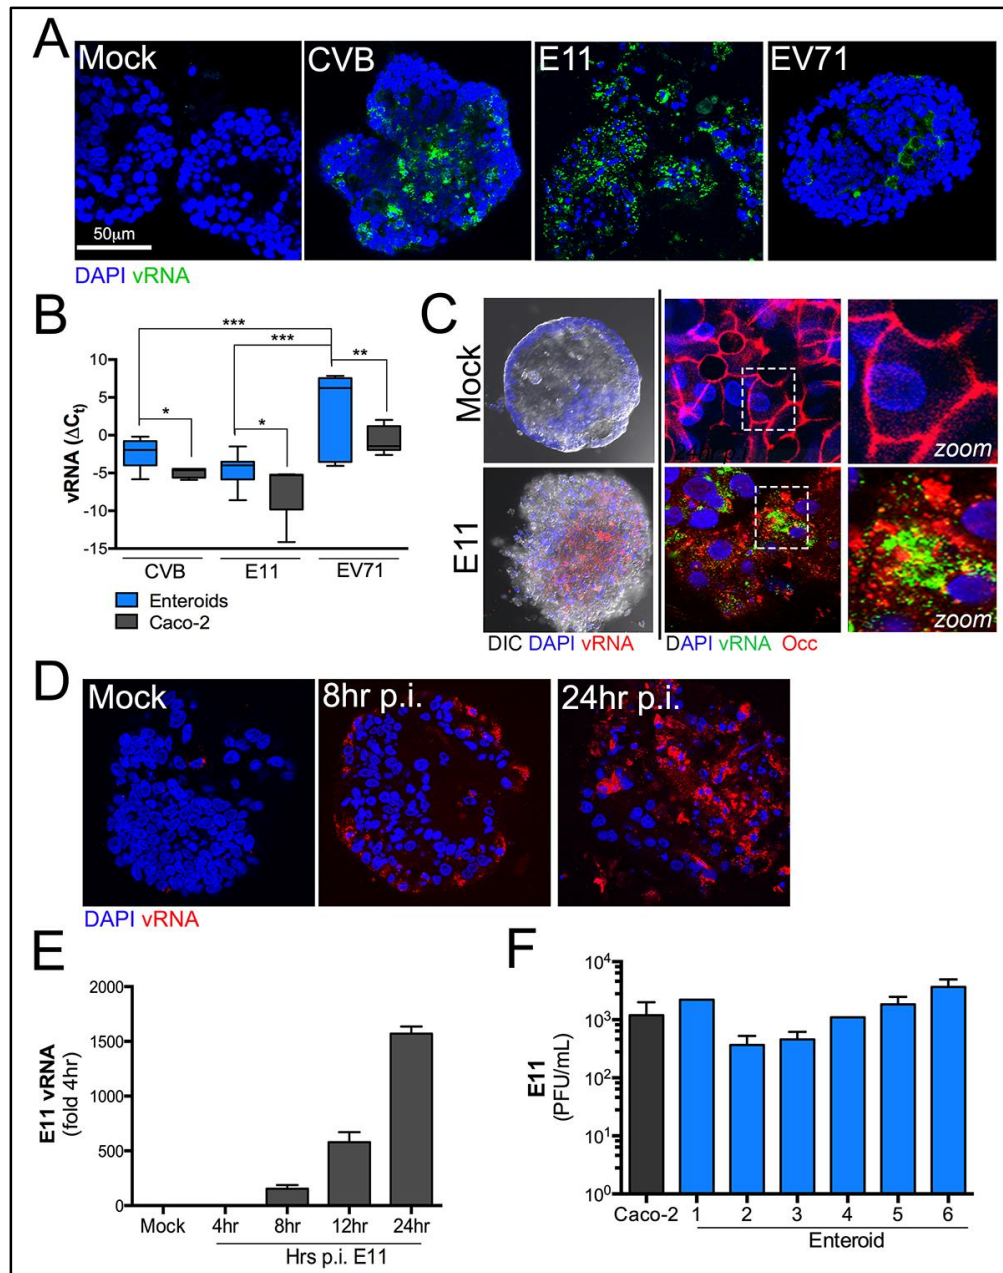 A
Mock
CVB
E11
EV71
50μm
DAPI vRNA
B
***
***
**
*
*
vRNA (ΔCt)
10
5
0
-5
-10
-15
CVB
E11
EV71
Enteroids
Caco-2
C
Mock
zoom
E11
zoom
DIC DAPI vRNA
DAPI vRNA Occ
D
Mock
8hr p.i.
24hr p.i.
DAPI vRNA
E
E11 vRNA
(fold 4hr)
2000
1500
1000
500
0
Mock
4hr
8hr
12hr
24hr
Hrs p.i. E11
F
E11
(PFU/mL)
10⁴
10³
10²
10¹
10⁰
Caco-2
1
2
3
4
5
6
Enteroid